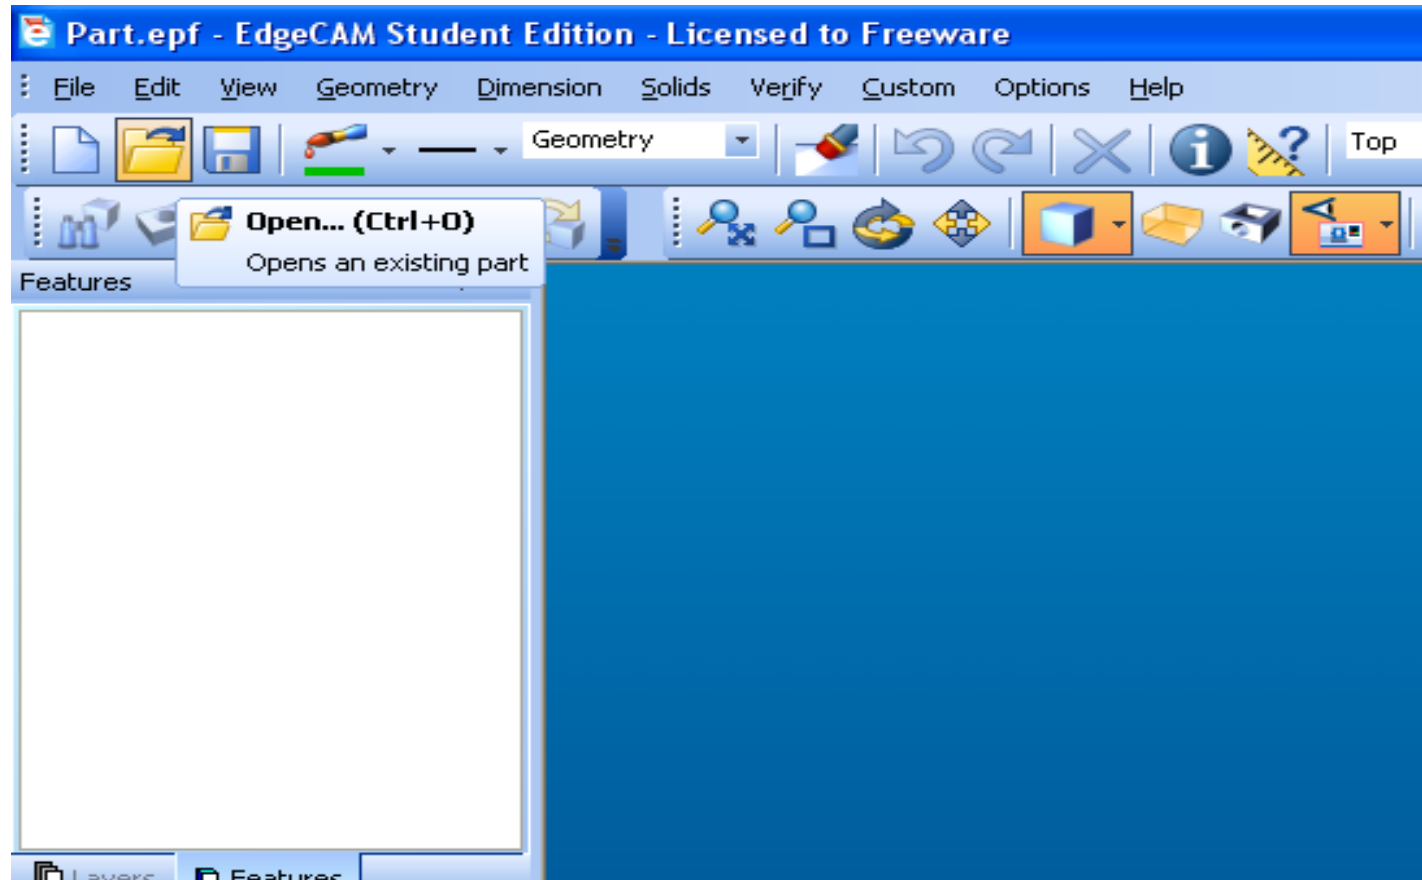 Part.epf - EdgeCAM Student Edition - Licensed to Freeware
File Edit View Geometry Dimension Solids Verify Custom Options Help
Geometry Top
Open... (Ctrl+O)
Opens an existing part
Features
Layers Features